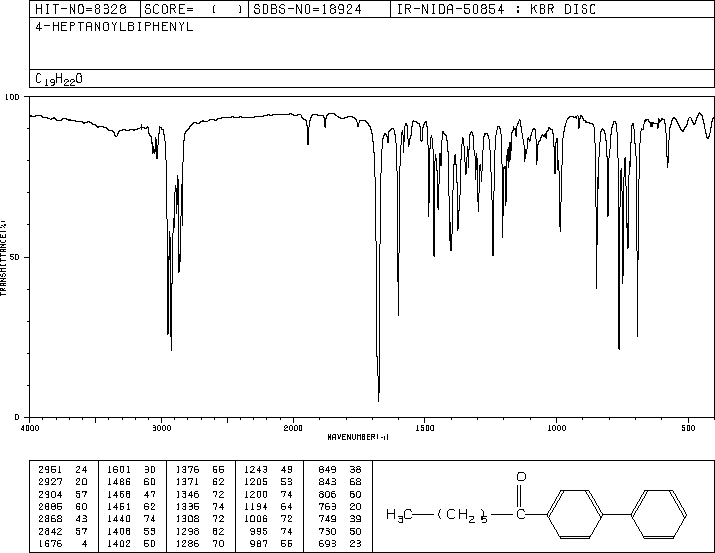 HIT-NO=8328 SCORE= ( ) SDBS-NO=18924 IR-NIDA-50854 : KBR DISC
4-HEPTANOYLBIPHENYL
C19H22O
100
50
0
TRANSMITTANCE(%)
4000 3000 2000 1500 1000 500
WAVENUMBER(-1)
2951 24 1601 30 1376 66 1243 49 849 38
2927 20 1486 60 1371 62 1205 53 843 68
2904 57 1468 47 1346 72 1200 74 806 60
2885 60 1451 62 1335 74 1194 64 763 20
2868 43 1440 74 1308 72 1006 72 749 39
2842 57 1408 59 1298 62 995 74 730 50
1676 4 1402 50 1286 70 987 55 693 23
O
H3C (CH2)5 C